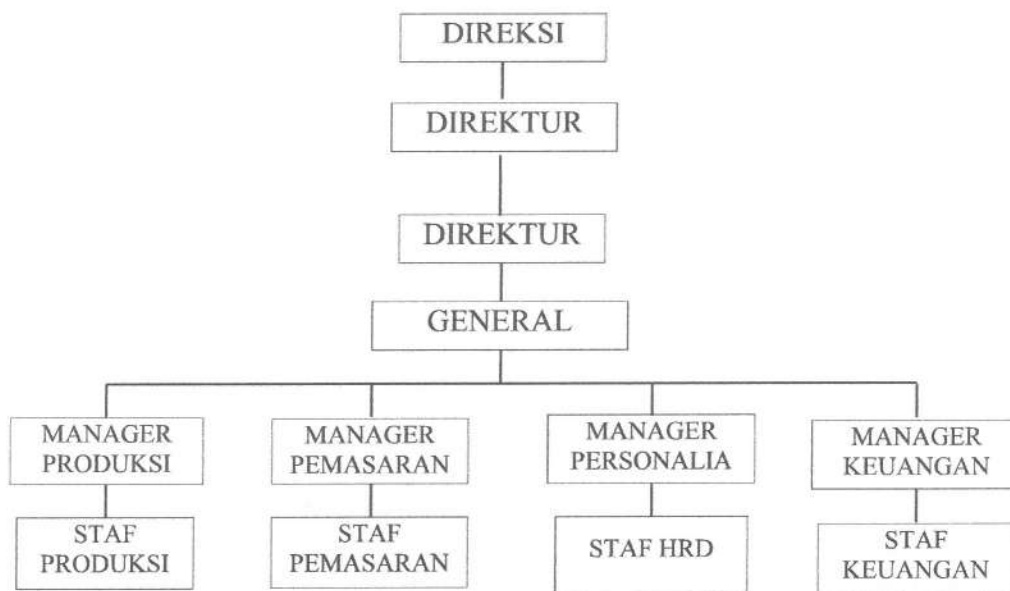 DIREKSI
DIREKTUR
DIREKTUR
GENERAL
MANAGER
PRODUKSI
MANAGER
PEMASARAN
MANAGER
PERSONALIA
MANAGER
KEUANGAN
STAF
PRODUKSI
STAF
PEMASARAN
STAF HRD
STAF
KEUANGAN